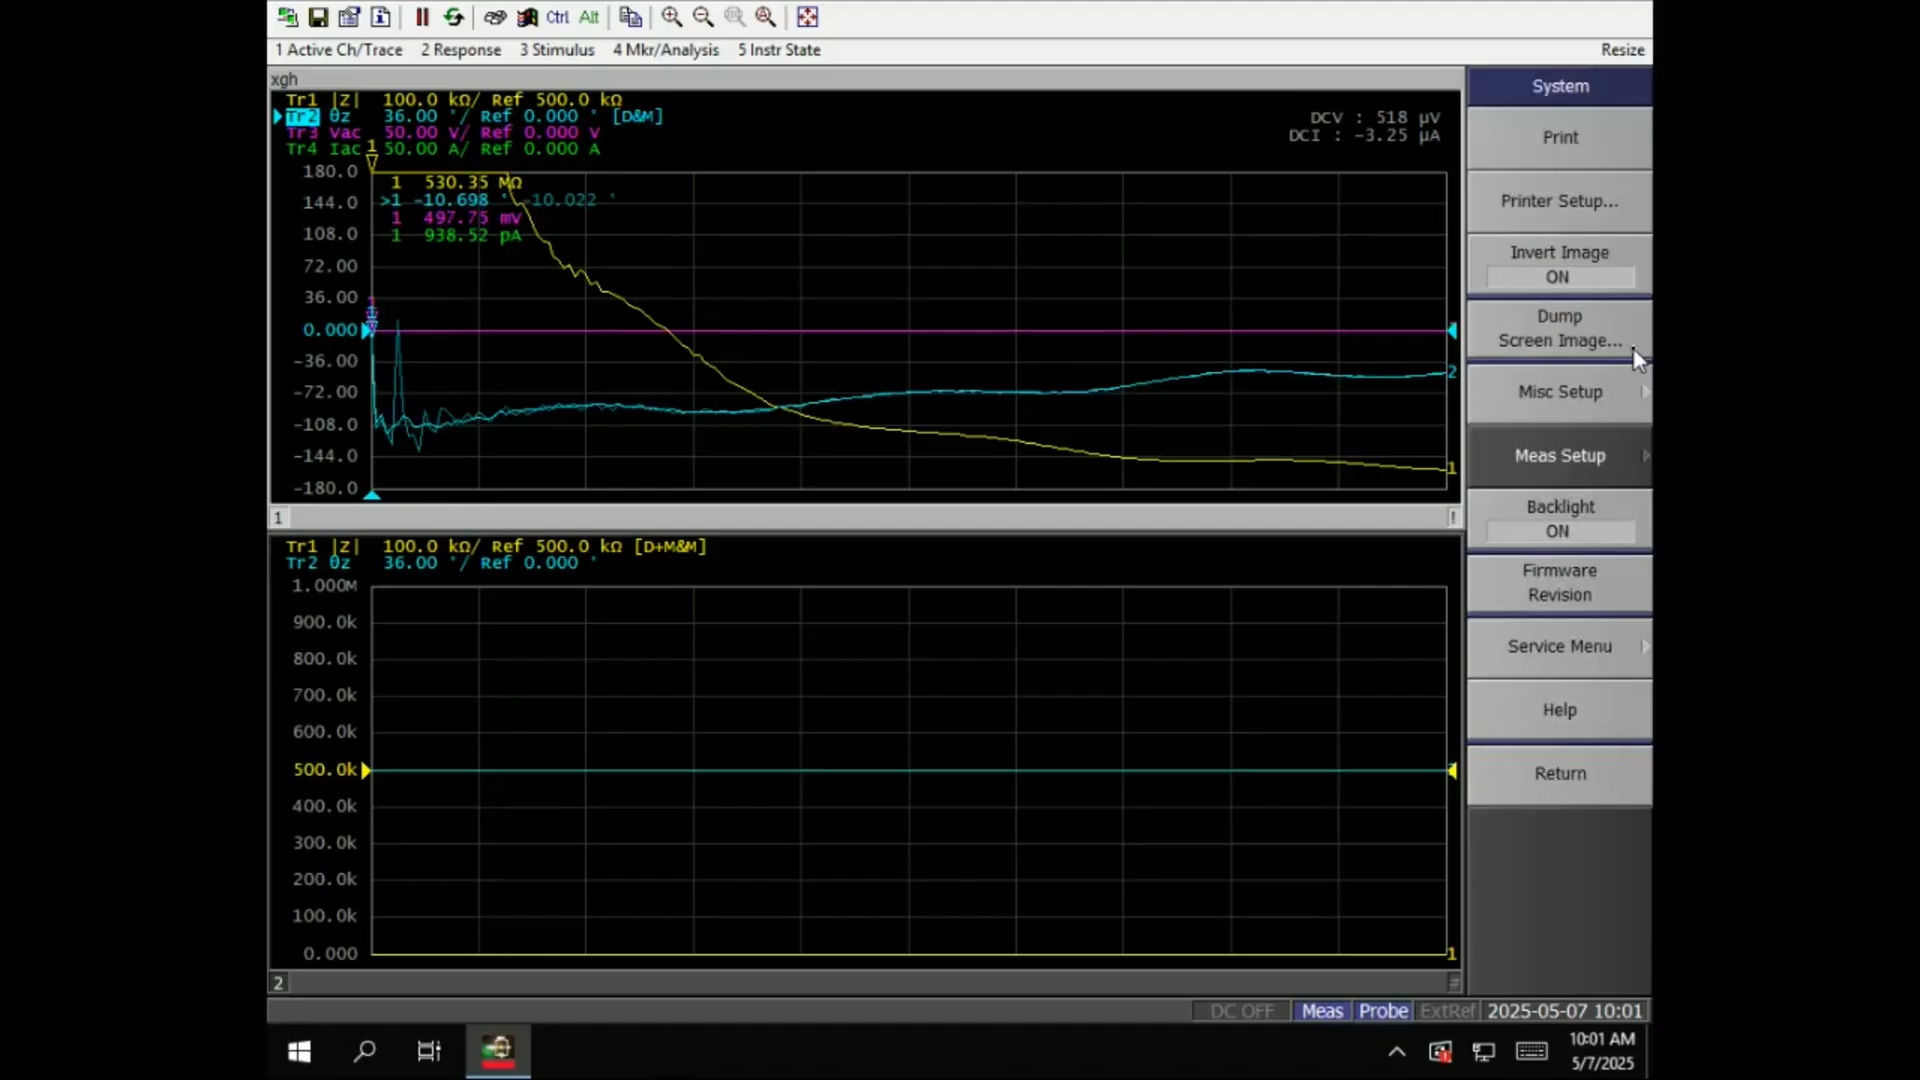 Ctrl Alt
1 Active Ch/Trace 2 Response 3 Stimulus 4 Mkr/Analysis 5 Instr State Resize
xgh
Tr1 |Z| 100.0 kΩ/ Ref 500.0 kΩ
Tr2 θz 36.00 °/ Ref 0.000 ° [D&M]
Tr3 Vac 50.00 V/ Ref 0.000 V
Tr4 Iac 50.00 A/ Ref 0.000 A
DCV : 518 µV
DCI : -3.25 µA
1
180.0
144.0
108.0
72.00
36.00
0.000
-36.00
-72.00
-108.0
-144.0
-180.0
1 530.35 MΩ
>1 -10.698 ° -10.022 °
1 497.75 mV
1 938.52 pA
2
1
1
Tr1 |Z| 100.0 kΩ/ Ref 500.0 kΩ [D+M&M]
Tr2 θz 36.00 °/ Ref 0.000 °
1.000M
900.0k
800.0k
700.0k
600.0k
500.0k
400.0k
300.0k
200.0k
100.0k
0.000
1
2
System
Print
Printer Setup...
Invert Image
ON
Dump
Screen Image...
Misc Setup
Meas Setup
Backlight
ON
Firmware
Revision
Service Menu
Help
Return
DC OFF Meas Probe ExtRef 2025-05-07 10:01
10:01 AM
5/7/2025